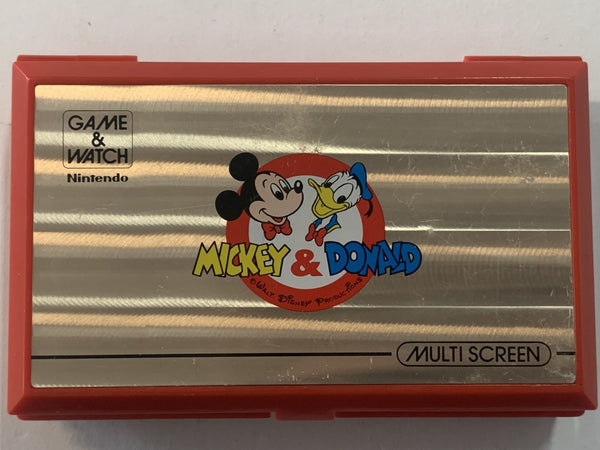 GAME
&
WATCH
Nintendo
MICKEY & DONALD
© WALT DISNEY PRODUCTIONS
MULTI SCREEN